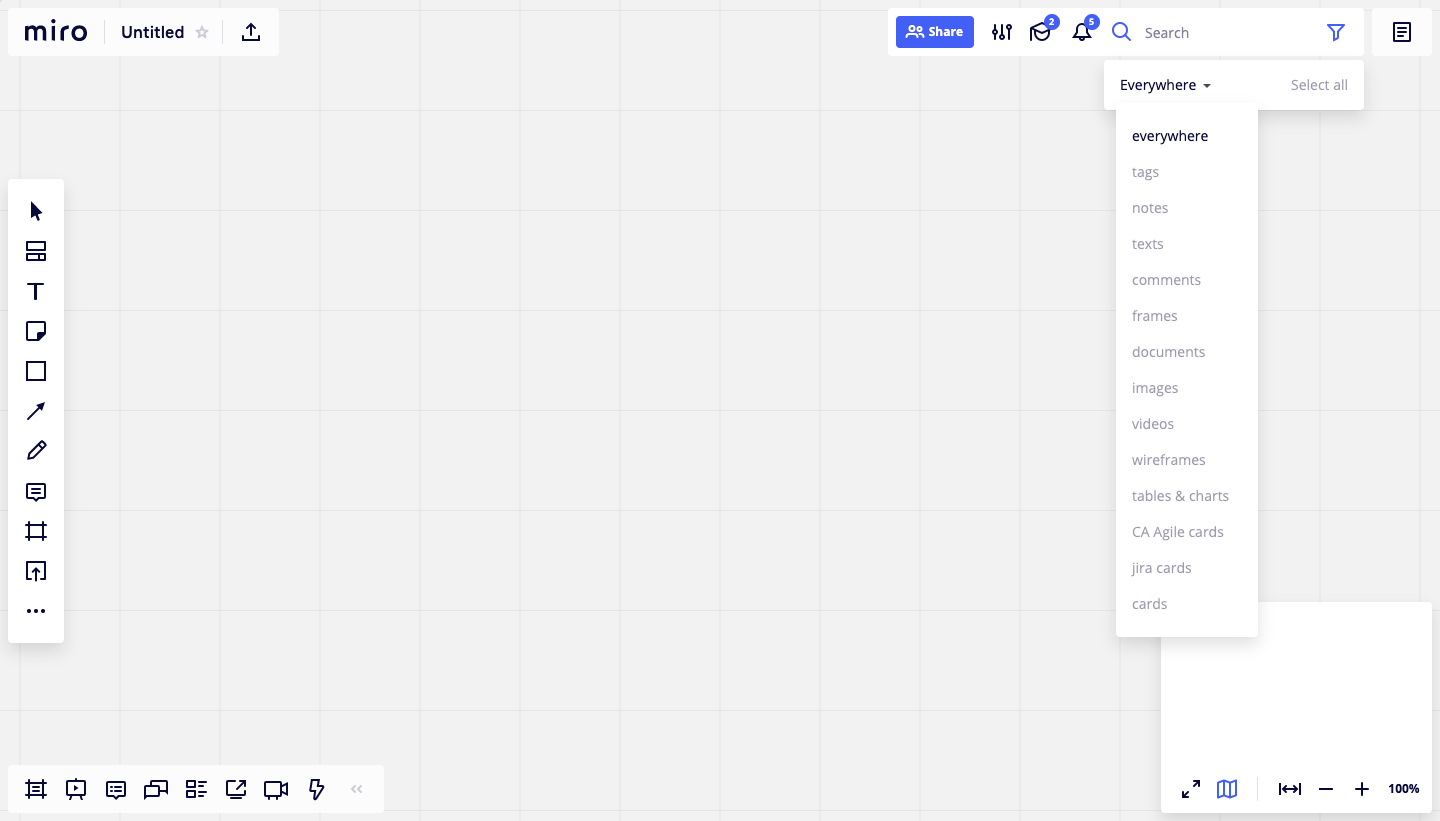 miro
Untitled
Share
2
5
Search
Everywhere
Select all
everywhere
tags
notes
texts
comments
frames
documents
images
videos
wireframes
tables & charts
CA Agile cards
jira cards
cards
100%